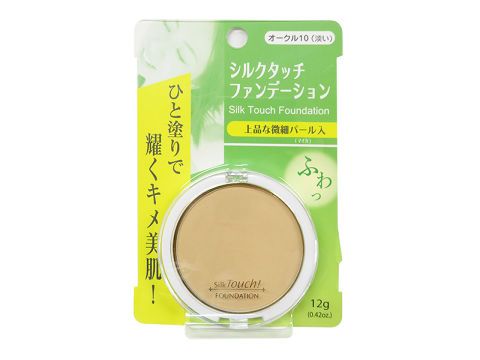 オークル10(淡い)
シルクタッチ
ファンデーション
Silk Touch Foundation
上品な微細パール入
(マイカ)
ひと塗りで
耀くキメ美肌!
ふわっ
Silk Touch!
FOUNDATION
12g
(0.42oz.)